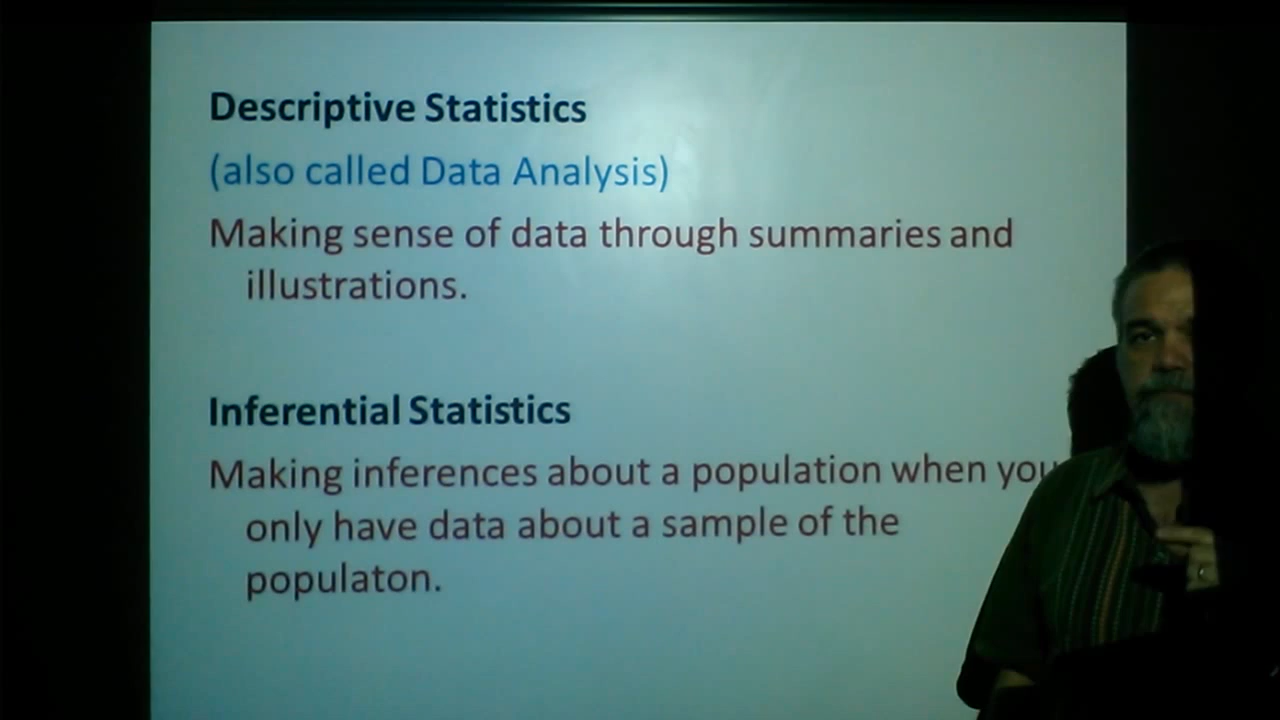 Descriptive Statistics
(also called Data Analysis)
Making sense of data through summaries and
illustrations.
Inferential Statistics
Making inferences about a population when you
only have data about a sample of the
populaton.